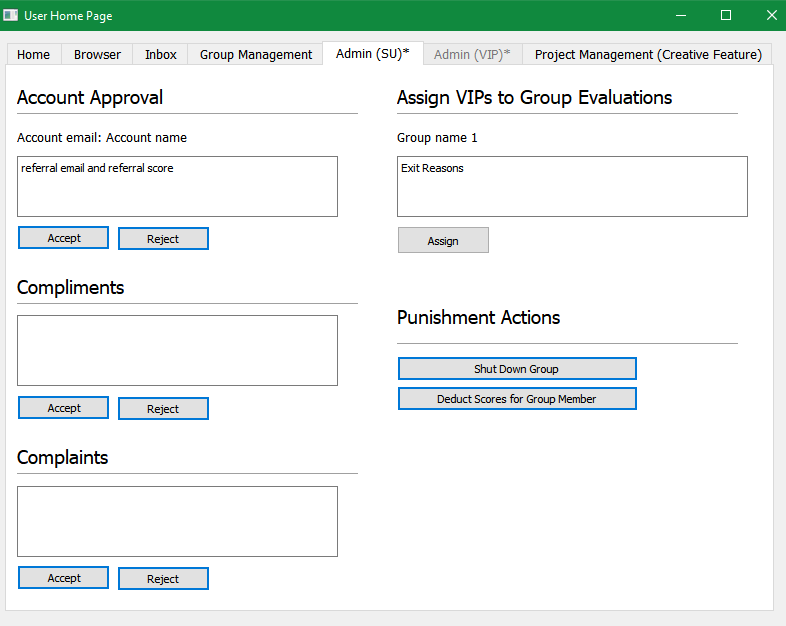 User Home Page
Home Browser Inbox Group Management Admin (SU)* Admin (VIP)* Project Management (Creative Feature)
Account Approval
Account email: Account name
referral email and referral score
Accept Reject
Compliments
Accept Reject
Complaints
Accept Reject
Assign VIPs to Group Evaluations
Group name 1
Exit Reasons
Assign
Punishment Actions
Shut Down Group
Deduct Scores for Group Member